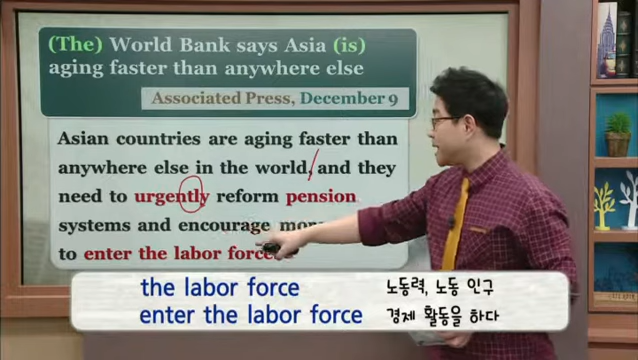 (The) World Bank says Asia (is)
aging faster than anywhere else
Associated Press, December 9
Asian countries are aging faster than
anywhere else in the world, and they
need to urgently reform pension
systems and encourage
to enter the labor force
the labor force 노동력, 노동 인구
enter the labor force 경제 활동을 하다